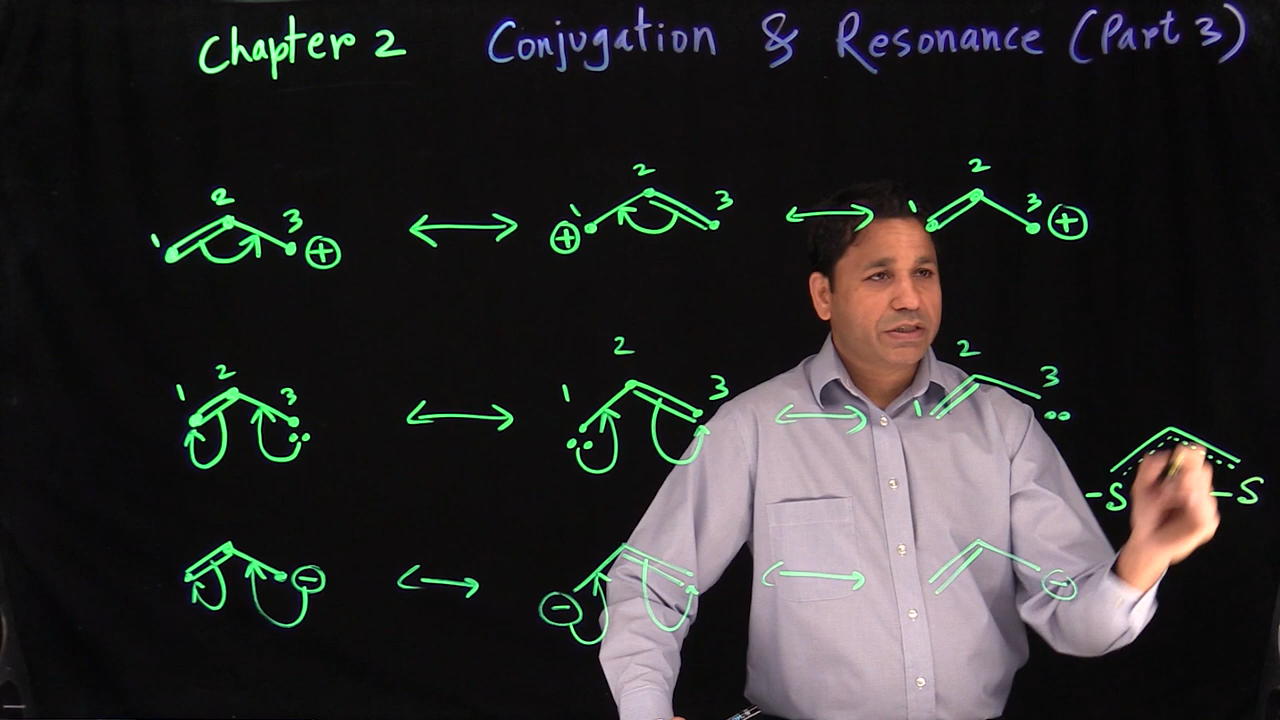 Chapter 2 Conjugation & Resonance (Part 3)
1 2 3 + 1 2 3 + 1 2 3 +
1 2 3 1 2 3 1 2 3
-S -S
- - -